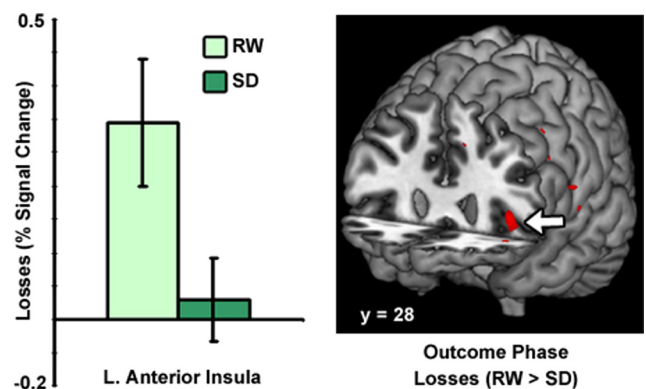 0.5
RW
SD
Losses (% Signal Change)
-0.2
L. Anterior Insula
y = 28
Outcome Phase
Losses (RW > SD)